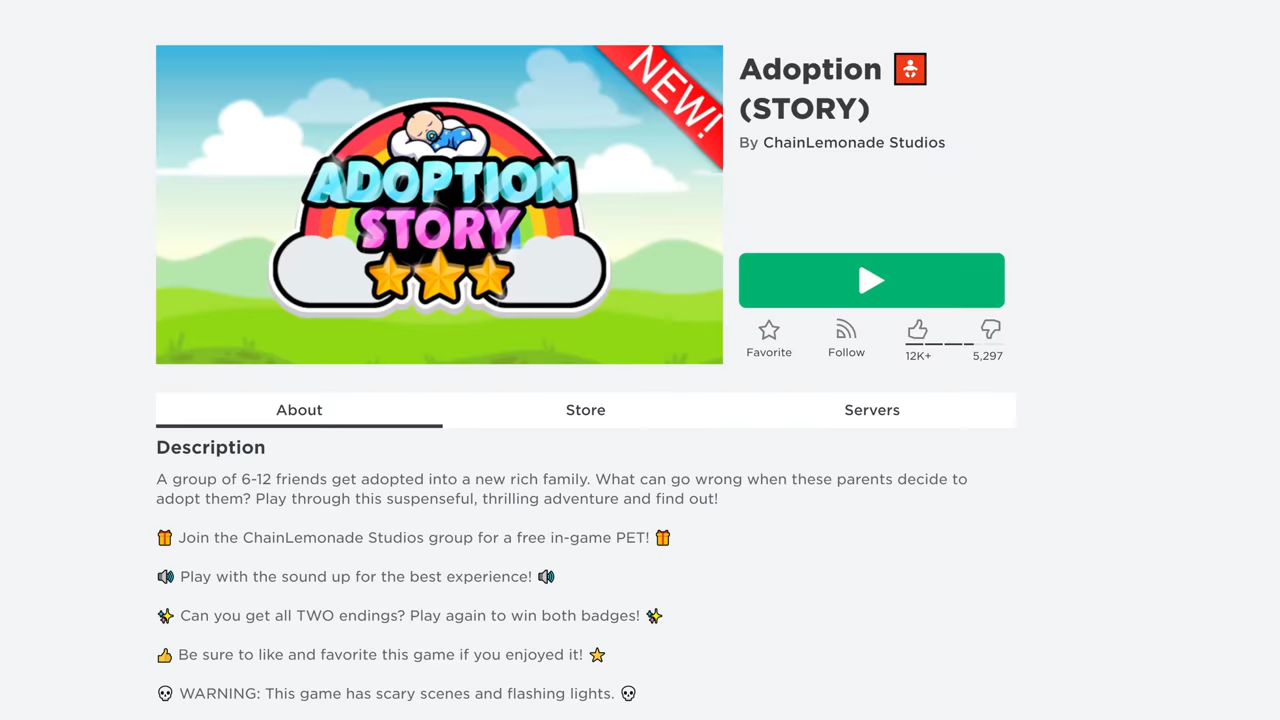 NEW!
ADOPTION
STORY
Adoption
(STORY)
By ChainLemonade Studios
Favorite
Follow
12K+
5,297
About
Store
Servers
Description
A group of 6-12 friends get adopted into a new rich family. What can go wrong when these parents decide to
adopt them? Play through this suspenseful, thrilling adventure and find out!
🎁 Join the ChainLemonade Studios group for a free in-game PET! 🎁
🔊 Play with the sound up for the best experience! 🔊
✨ Can you get all TWO endings? Play again to win both badges! ✨
👍 Be sure to like and favorite this game if you enjoyed it! ⭐
💀 WARNING: This game has scary scenes and flashing lights. 💀